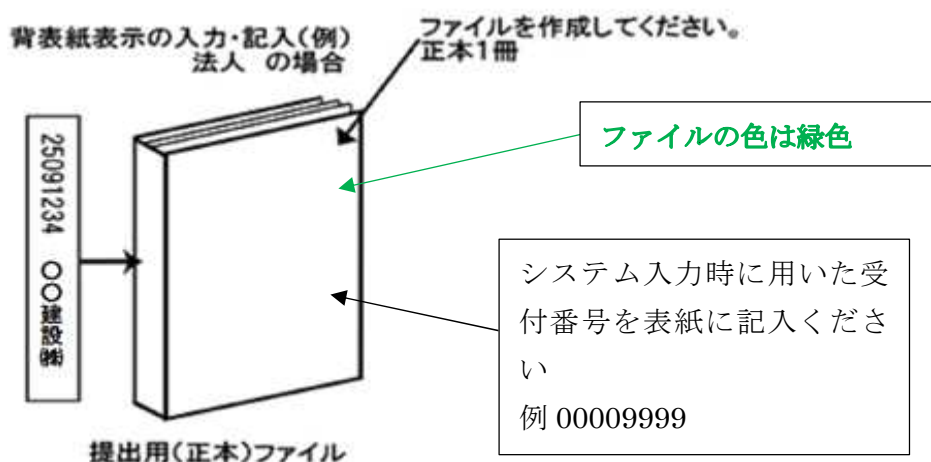 背表紙表示の入力・記入(例)
法人 の場合
ファイルを作成してください。
正本1冊
ファイルの色は緑色
25091234 〇〇建設㈱
システム入力時に用いた受
付番号を表紙に記入くださ
い
例 00009999
提出用(正本)ファイル